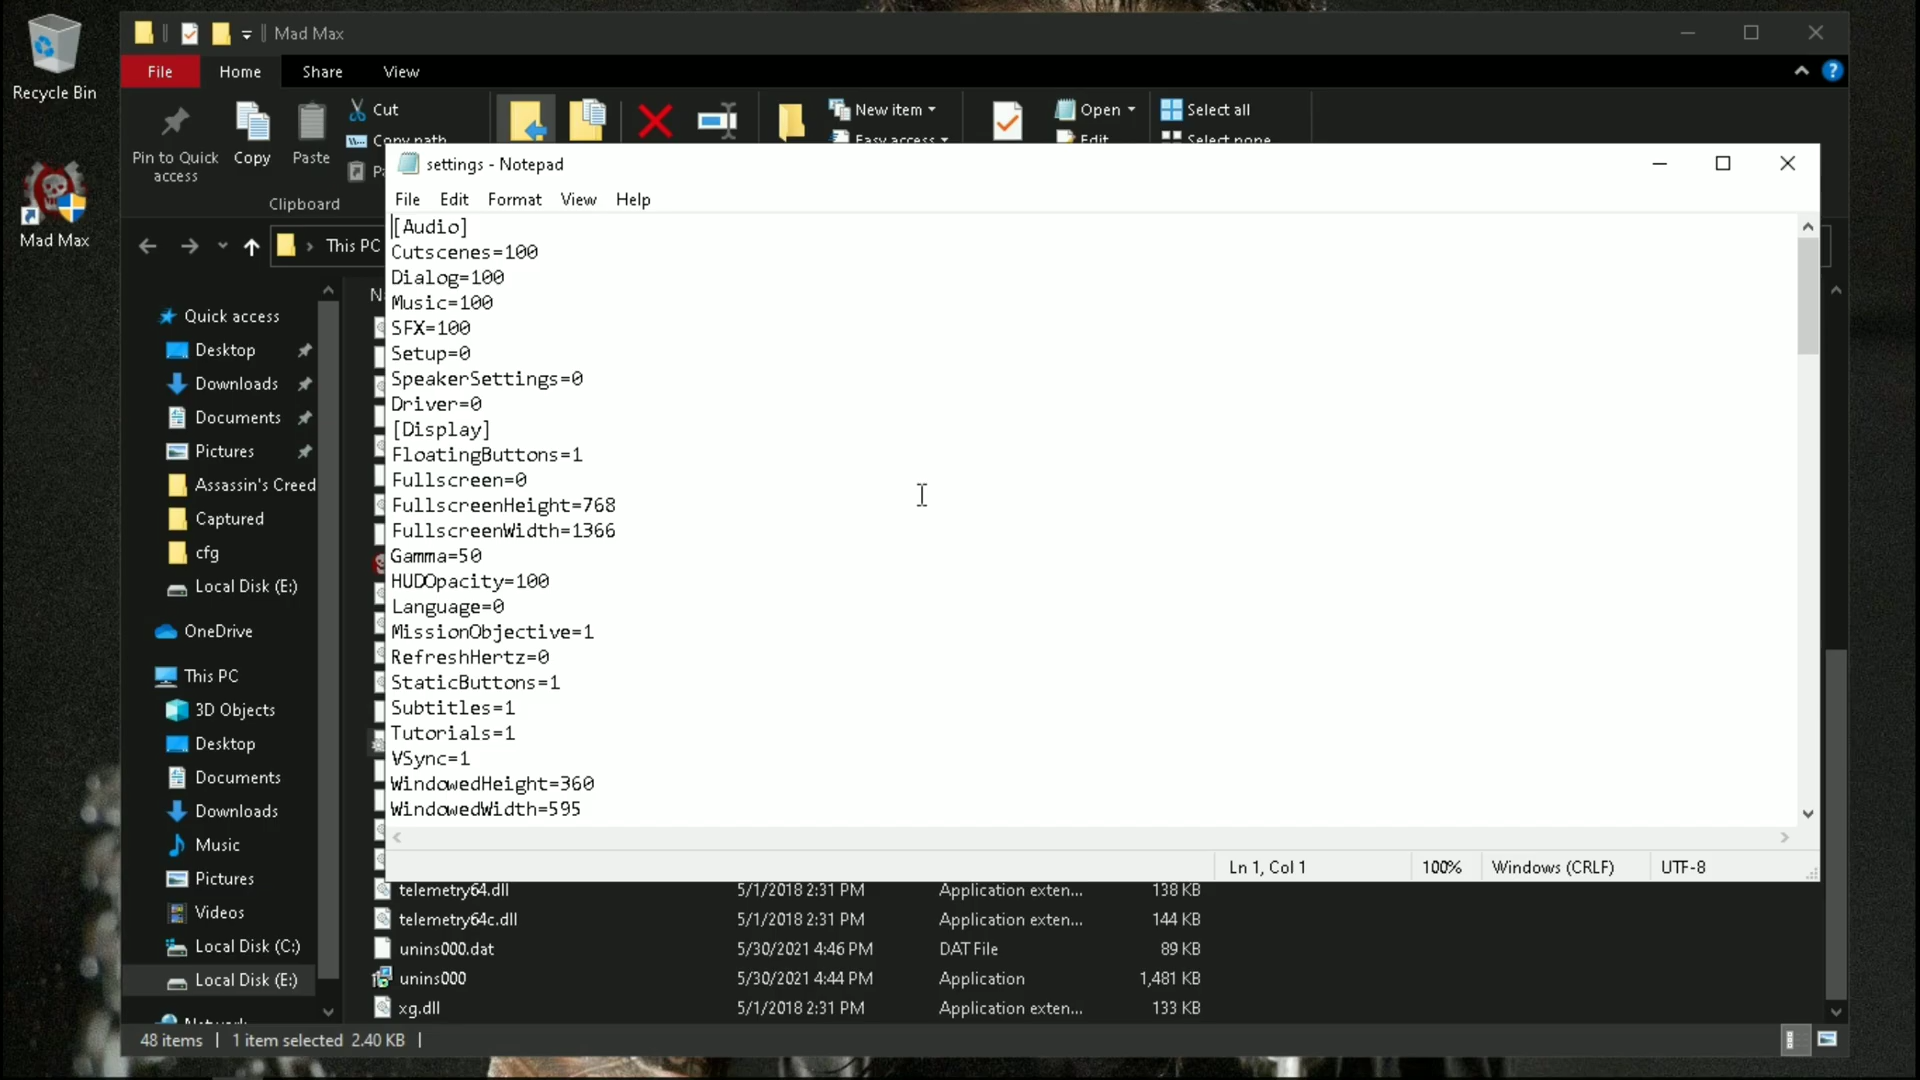 Recycle Bin
Mad Max
Mad Max
File
Home
Share
View
Pin to Quick
access
Copy
Paste
Cut
Copy path
Clipboard
New item
Easy access
Open
Edit
Select all
Select none
This PC
Quick access
Desktop
Downloads
Documents
Pictures
Assassin's Creed
Captured
cfg
Local Disk (E:)
OneDrive
This PC
3D Objects
Desktop
Documents
Downloads
Music
Pictures
Videos
Local Disk (C:)
Local Disk (E:)
Network
settings - Notepad
File Edit Format View Help
[Audio]
Cutscenes=100
Dialog=100
Music=100
SFX=100
Setup=0
SpeakerSettings=0
Driver=0
[Display]
FloatingButtons=1
Fullscreen=0
FullscreenHeight=768
FullscreenWidth=1366
Gamma=50
HUDOpacity=100
Language=0
MissionObjective=1
RefreshHertz=0
StaticButtons=1
Subtitles=1
Tutorials=1
VSync=1
WindowedHeight=360
WindowedWidth=595
Ln 1, Col 1 100% Windows (CRLF) UTF-8
telemetry64.dll 5/1/2018 2:31 PM Application exten... 138 KB
telemetry64c.dll 5/1/2018 2:31 PM Application exten... 144 KB
unins000.dat 5/30/2021 4:46 PM DAT File 89 KB
unins000 5/30/2021 4:44 PM Application 1,481 KB
xg.dll 5/1/2018 2:31 PM Application exten... 133 KB
48 items 1 item selected 2.40 KB